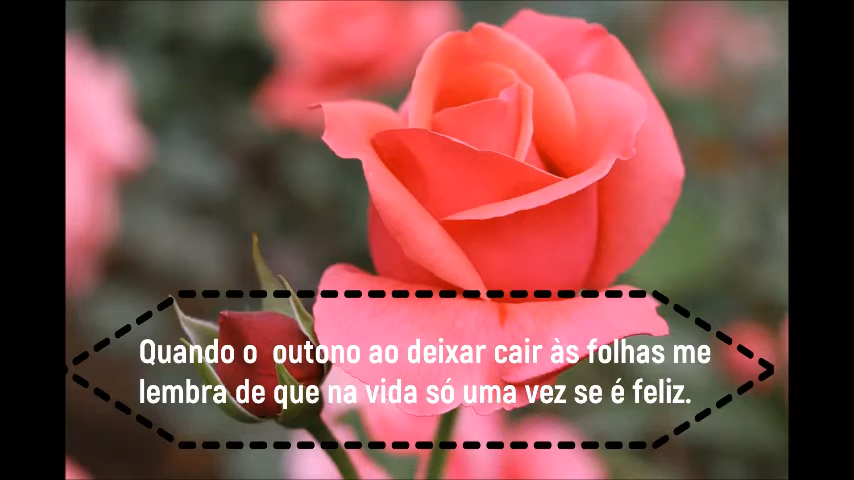 Quando o  outono ao deixar cair às folhas me
lembra de que na vida só uma vez se é feliz.